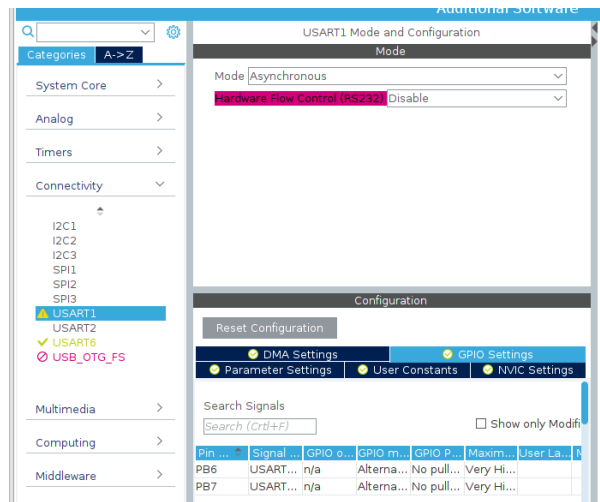 Additional Software
USART1 Mode and Configuration
Categories A->Z
Mode
System Core
Mode Asynchronous
Hardware Flow Control (RS232) Disable
Analog
Timers
Connectivity
I2C1
I2C2
I2C3
SPI1
SPI2
SPI3
USART1
USART2
USART6
USB_OTG_FS
Multimedia
Computing
Middleware
Configuration
Reset Configuration
DMA Settings GPIO Settings
Parameter Settings User Constants NVIC Settings
Search Signals
Search (Crtl+F) Show only Modifi
Pin ... Signal ... GPIO o... GPIO m... GPIO P... Maxim... User La... M
PB6 USART... n/a Alterna... No pull... Very Hi...
PB7 USART... n/a Alterna... No pull... Very Hi...